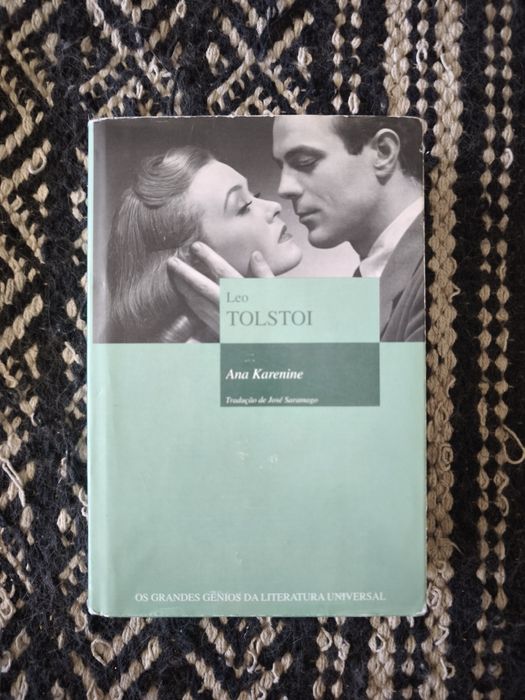 Leo
TOLSTOI
Ana Karenine
Tradução de José Saramago
OS GRANDES GÉNIOS DA LITERATURA UNIVERSAL